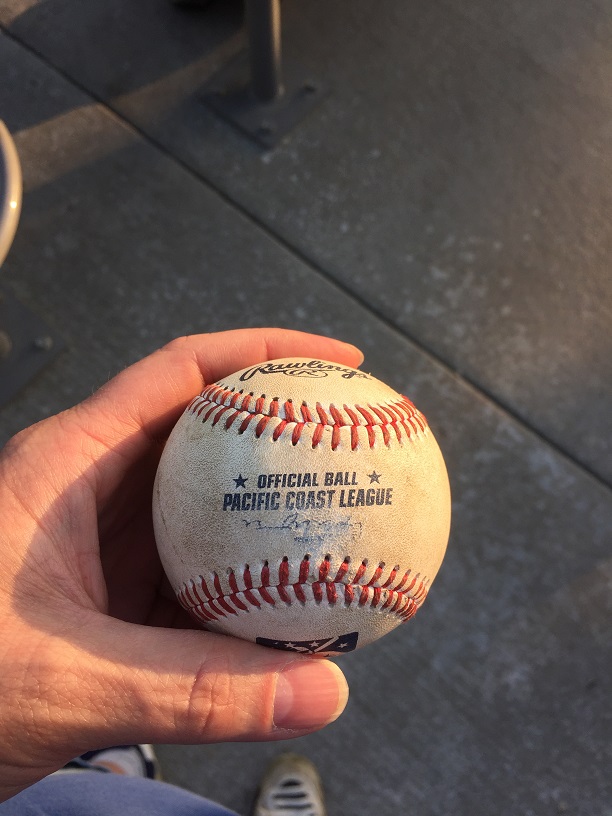 Rawlings
®
★ OFFICIAL BALL ★
PACIFIC COAST LEAGUE